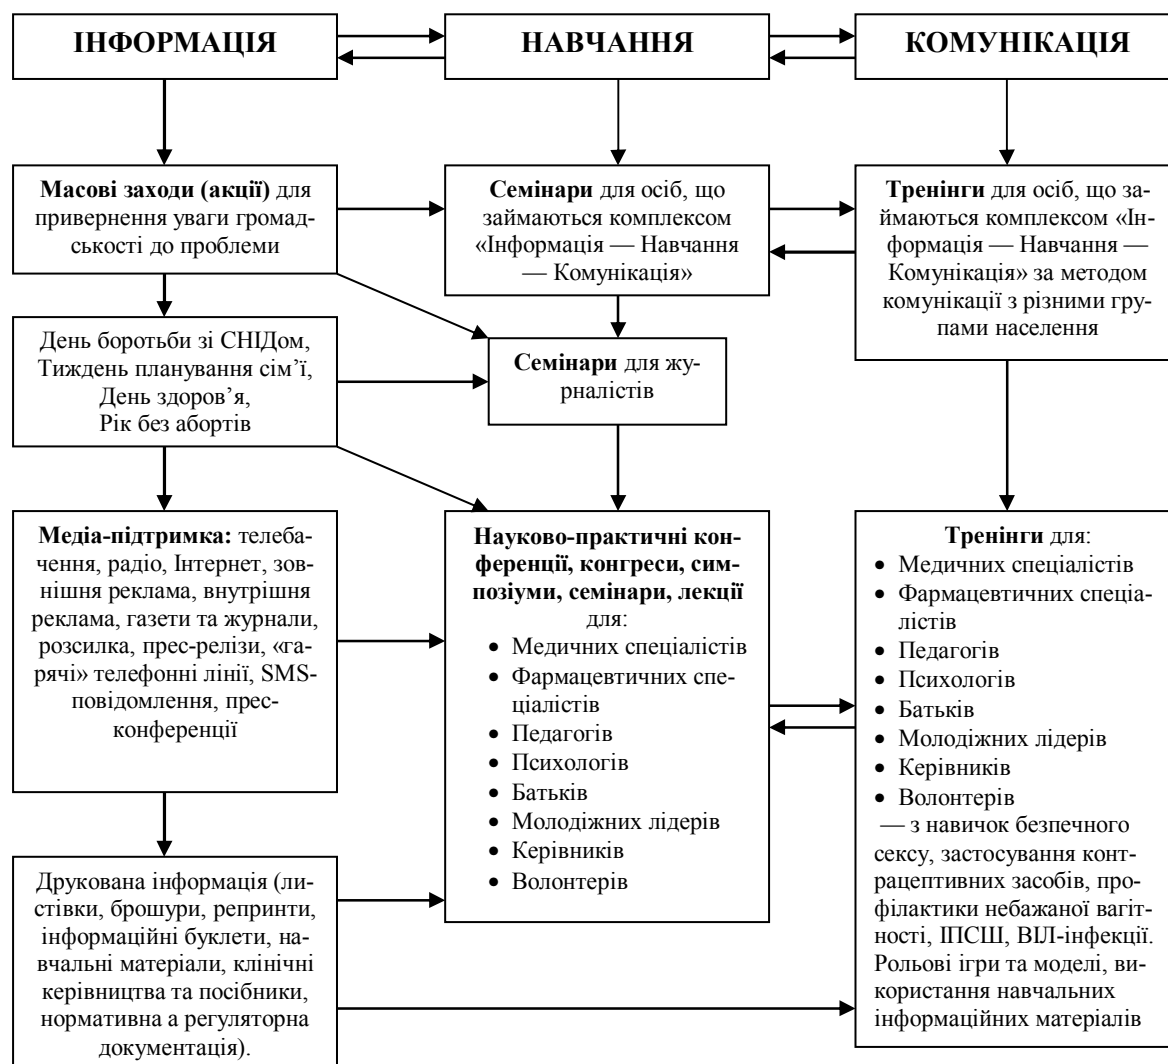 ІНФОРМАЦІЯ
НАВЧАННЯ
КОМУНІКАЦІЯ
Масові заходи (акції) для
привернення уваги громад-
ськості до проблеми
Семінари для осіб, що
займаються комплексом
«Інформація — Навчання
— Комунікація»
Тренінги для осіб, що за-
ймаються комплексом «Ін-
формація — Навчання —
Комунікація» за методом
комунікації з різними гру-
пами населення
День боротьби зі СНІДом,
Тиждень планування сім’ї,
День здоров’я,
Рік без абортів
Семінари для жу-
рналістів
Медіа-підтримка: телеба-
чення, радіо, Інтернет, зов-
нішня реклама, внутрішня
реклама, газети та журнали,
розсилка, прес-релізи, «га-
рячі» телефонні лінії, SMS-
повідомлення, прес-
конференції
Науково-практичні кон-
ференції, конгреси, сим-
позіуми, семінари, лекції
для:
• Медичних спеціалістів
• Фармацевтичних спе-
ціалістів
• Педагогів
• Психологів
• Батьків
• Молодіжних лідерів
• Керівників
• Волонтерів
Тренінги для:
• Медичних спеціалістів
• Фармацевтичних спеціа-
лістів
• Педагогів
• Психологів
• Батьків
• Молодіжних лідерів
• Керівників
• Волонтерів
— з навичок безпечного
сексу, застосування конт-
рацептивних засобів, про-
філактики небажаної вагіт-
ності, ІПСШ, ВІЛ-інфекції.
Рольові ігри та моделі, ви-
користання навчальних
інформаційних матеріалів
Друкована інформація (ли-
стівки, брошури, репринти,
інформаційні буклети, на-
вчальні матеріали, клінічні
керівництва та посібники,
нормативна а регуляторна
документація).